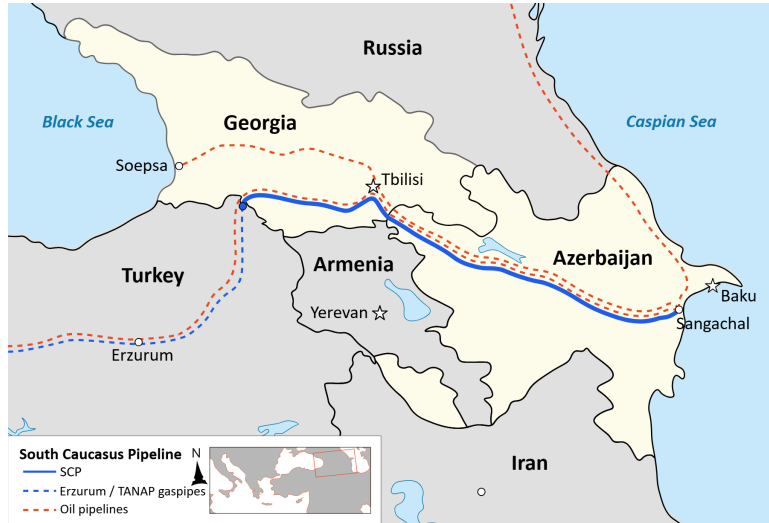 Russia
Black Sea
Georgia
Caspian Sea
Soepsa
Tbilisi
Azerbaijan
Turkey
Armenia
Baku
Yerevan
Sangachal
Erzurum
South Caucasus Pipeline
N
SCP
Erzurum / TANAP gaspipes
Oil pipelines
Iran